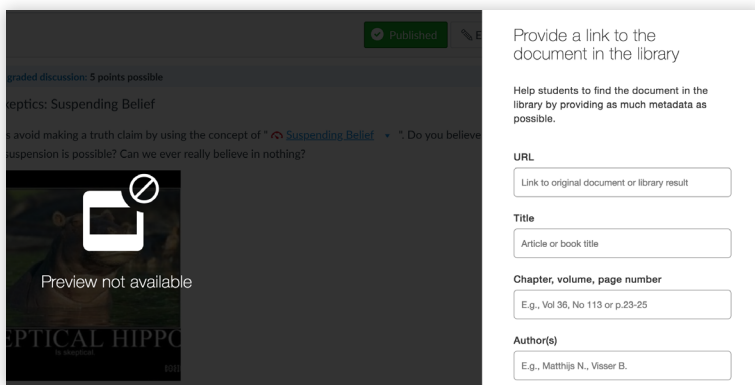 Published
E
graded discussion: 5 points possible
keptics: Suspending Belief
s avoid making a truth claim by using the concept of " Suspending Belief ". Do you believe
suspension is possible? Can we ever really believe in nothing?
Preview not available
EPTICAL HIPPO
is skeptical.
Provide a link to the
document in the library
Help students to find the document in the
library by providing as much metadata as
possible.
URL
Link to original document or library result
Title
Article or book title
Chapter, volume, page number
E.g., Vol 36, No 113 or p.23-25
Author(s)
E.g., Matthijs N., Visser B.